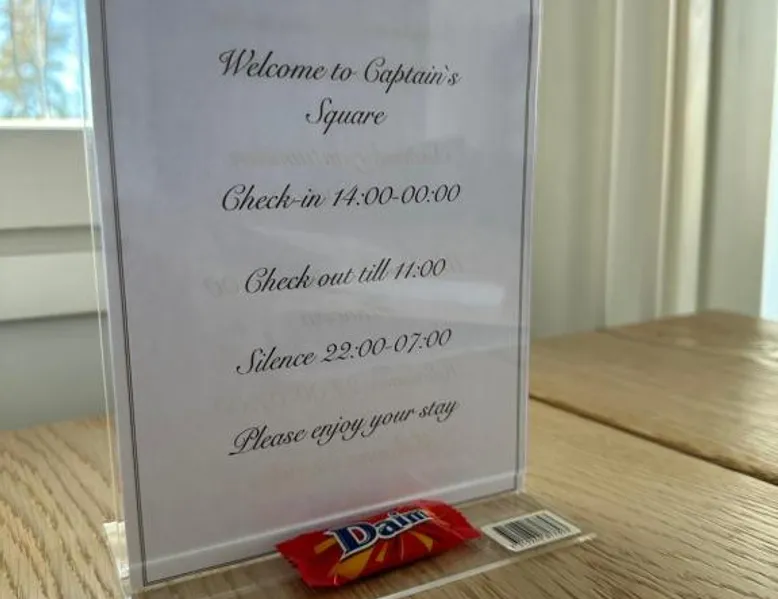 Welcome to Captain`s
Square
Check-in 14:00-00:00
Check out till 11:00
Silence 22:00-07:00
Please enjoy your stay
Daim